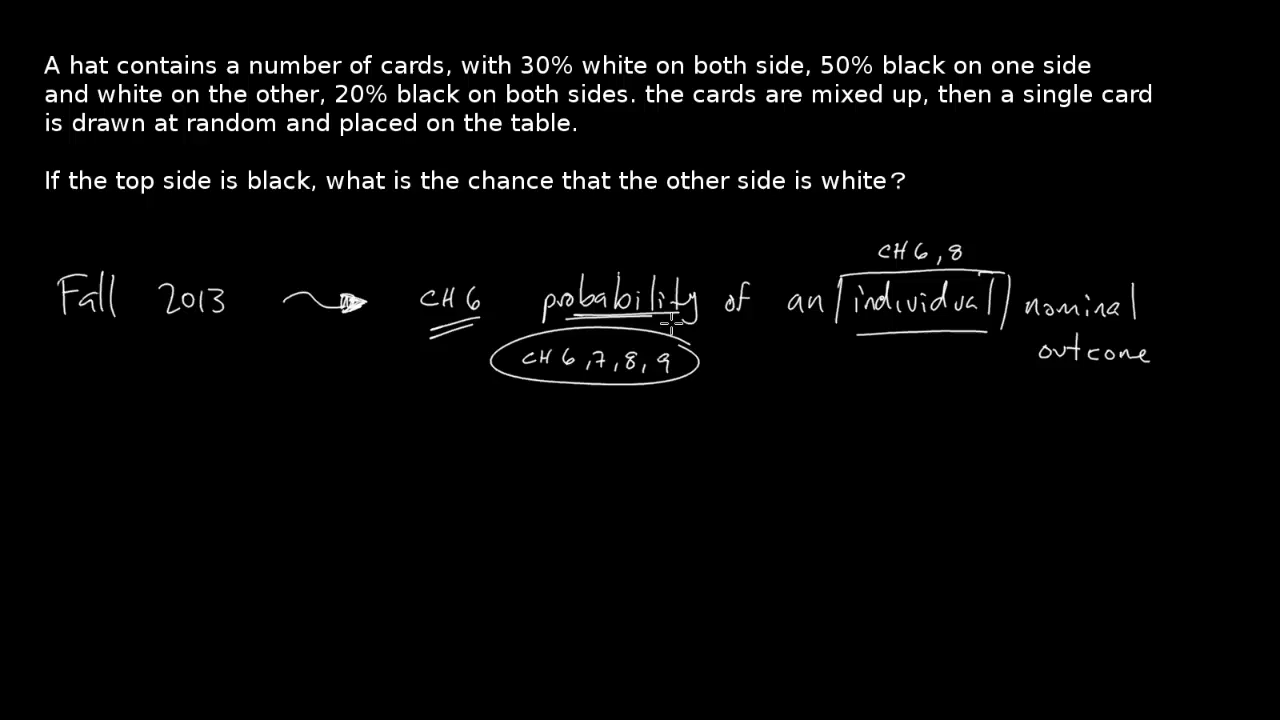 A hat contains a number of cards, with 30% white on both side, 50% black on one side
and white on the other, 20% black on both sides. the cards are mixed up, then a single card
is drawn at random and placed on the table.
If the top side is black, what is the chance that the other side is white?
CH 6, 8
Fall 2013 CH 6 probability of an individual nominal
outcome
CH 6, 7, 8, 9